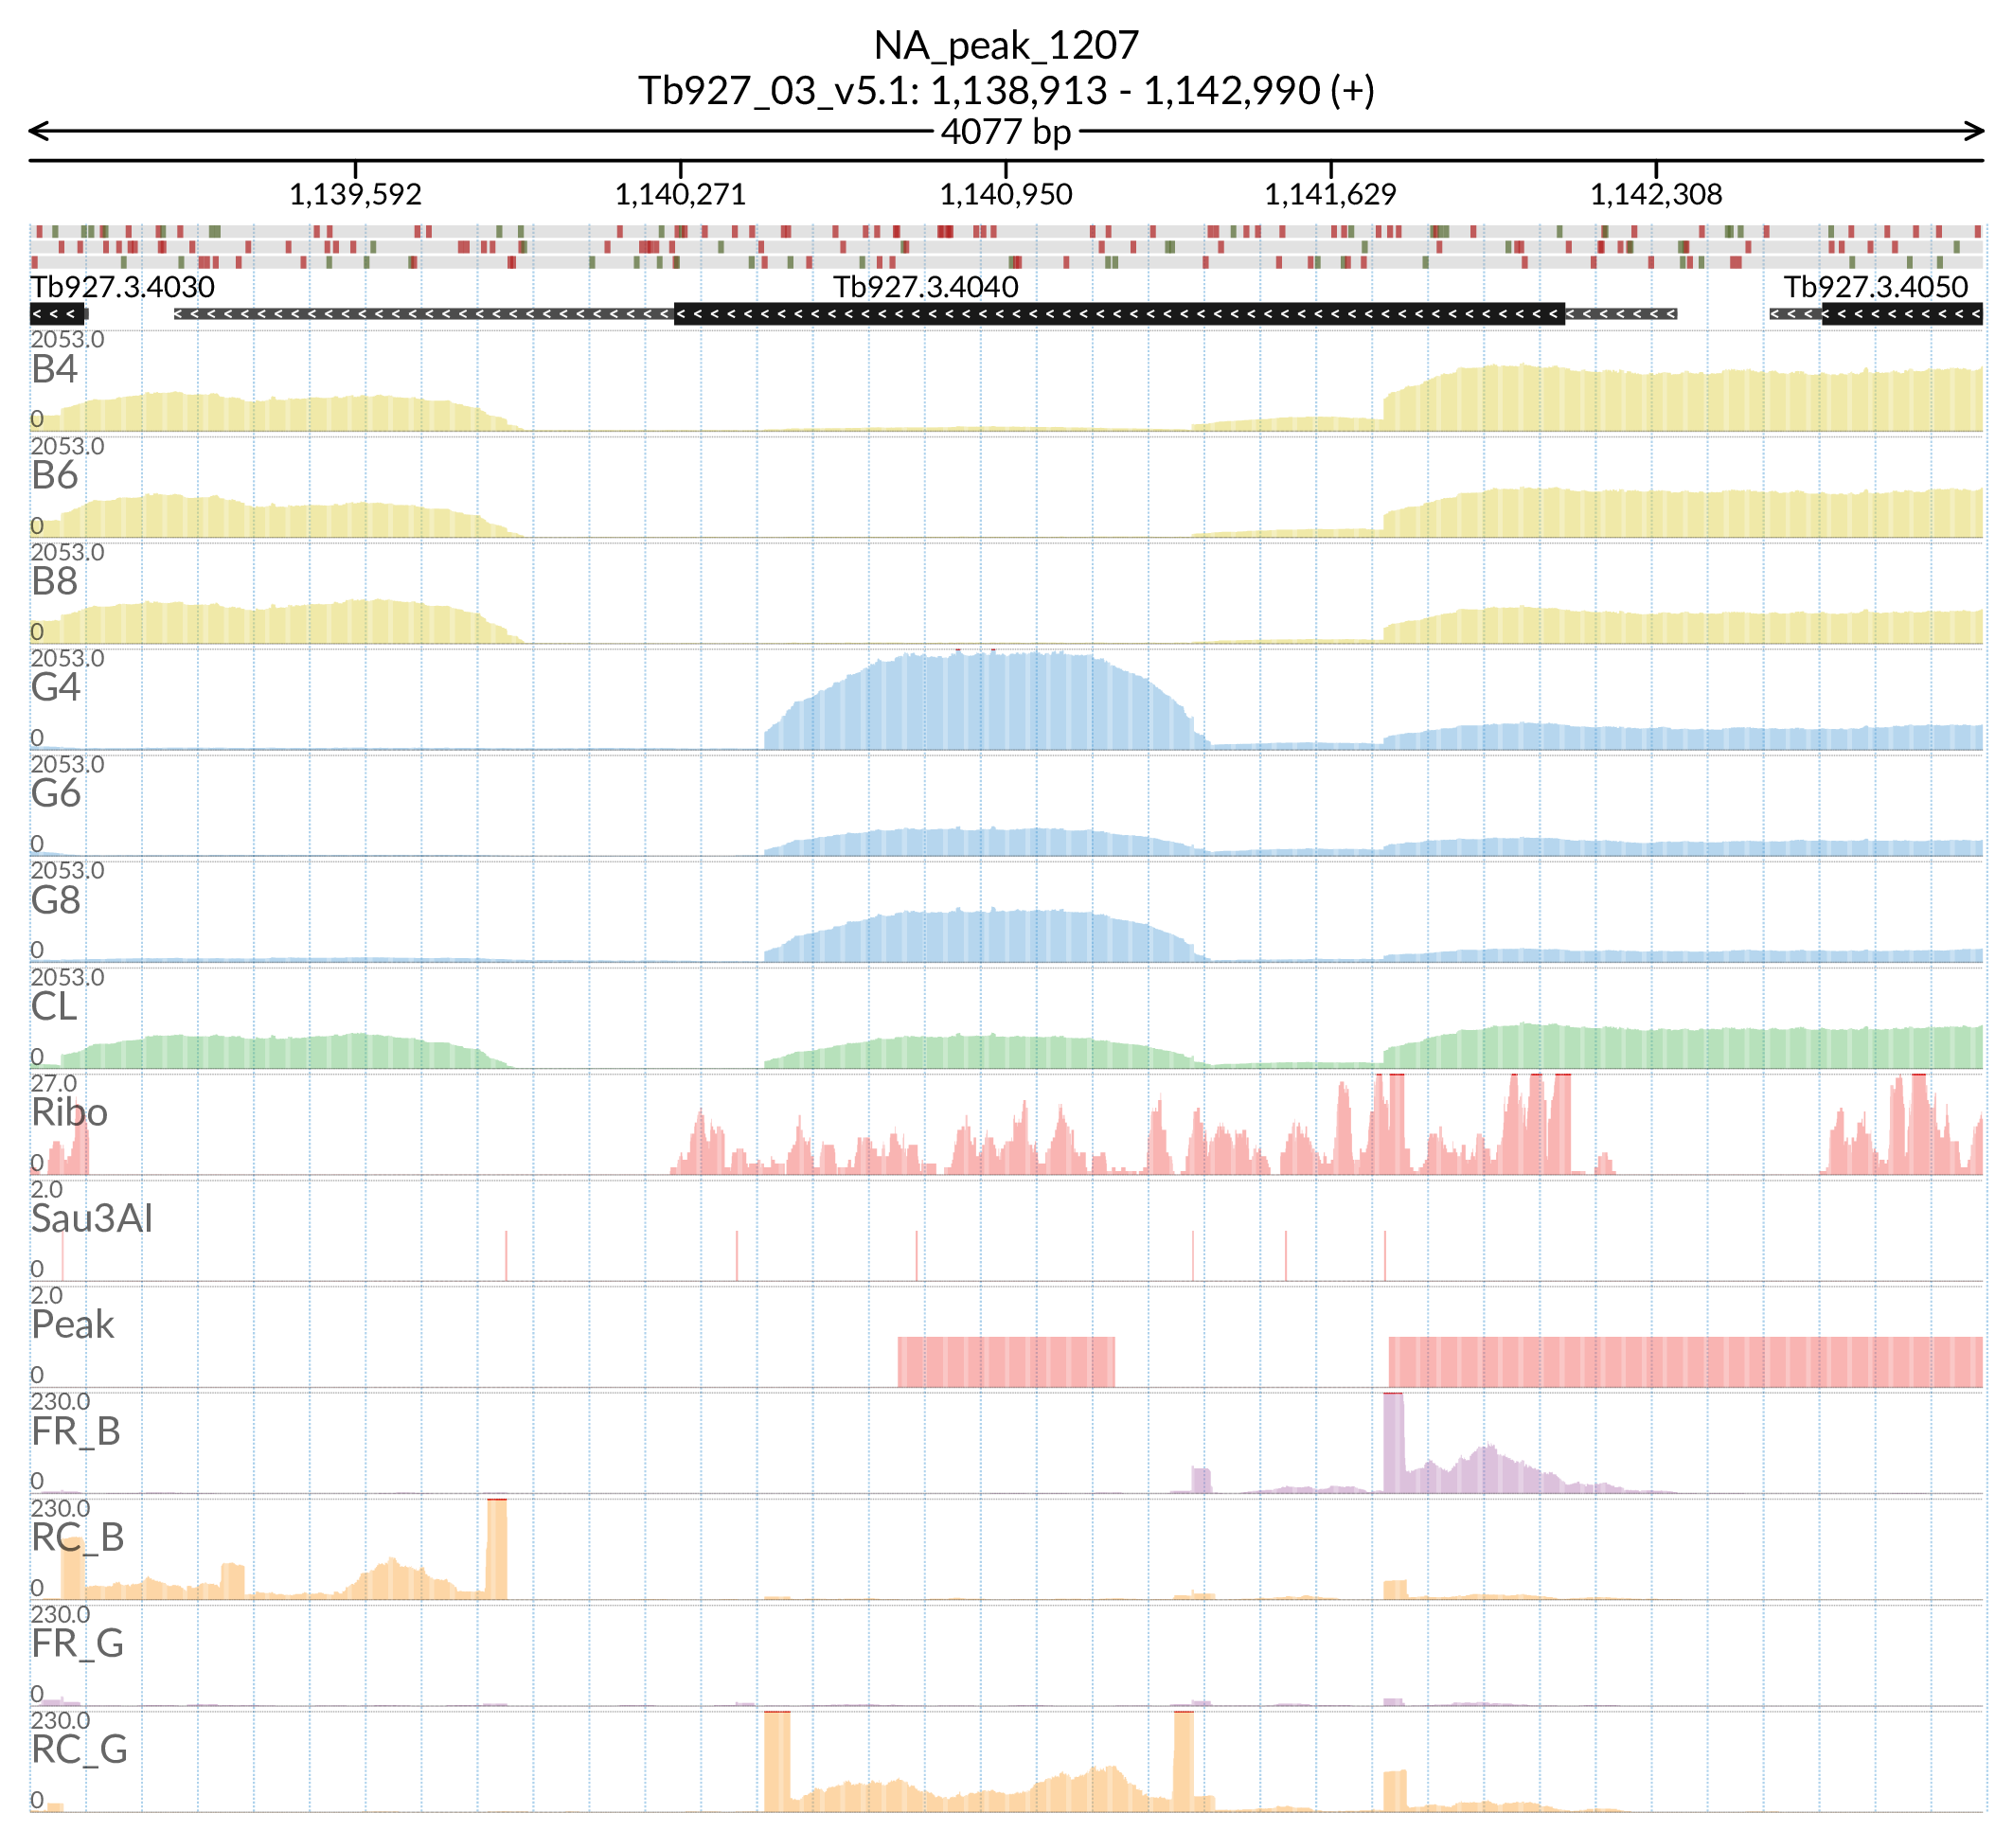 NA_peak_1207
Tb927_03_v5.1: 1,138,913 - 1,142,990 (+)
4077 bp
1,139,592 1,140,271 1,140,950 1,141,629 1,142,308
Tb927.3.4030 Tb927.3.4040 Tb927.3.4050
2053.0
B4
0
2053.0
B6
0
2053.0
B8
0
2053.0
G4
0
2053.0
G6
0
2053.0
G8
0
2053.0
CL
0
27.0
Ribo
0
2.0
Sau3AI
0
2.0
Peak
0
230.0
FR_B
0
230.0
RC_B
0
230.0
FR_G
0
230.0
RC_G
0